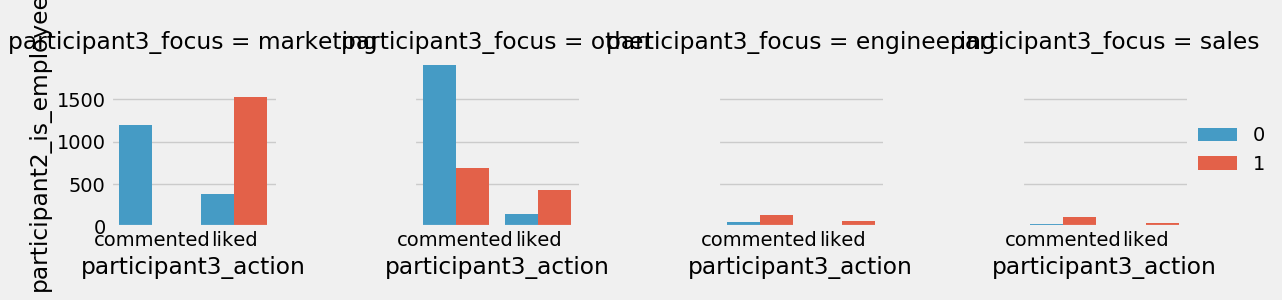 participant3_focus = marketing
participant3_focus = other
participant3_focus = engineering
participant3_focus = sales
participant2_is_employee
1500
1000
500
0
commented liked
commented liked
commented liked
commented liked
participant3_action
participant3_action
participant3_action
participant3_action
0
1